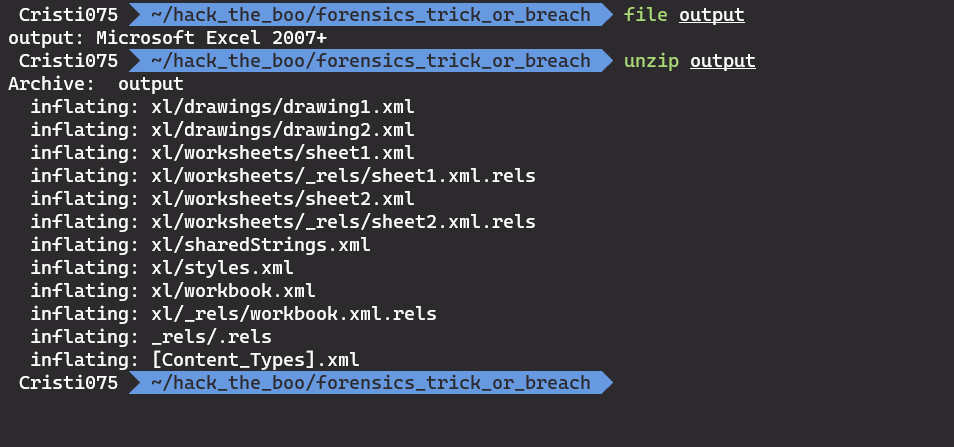 Cristi075 ~/hack_the_boo/forensics_trick_or_breach file output
output: Microsoft Excel 2007+
Cristi075 ~/hack_the_boo/forensics_trick_or_breach unzip output
Archive:  output
  inflating: xl/drawings/drawing1.xml
  inflating: xl/drawings/drawing2.xml
  inflating: xl/worksheets/sheet1.xml
  inflating: xl/worksheets/_rels/sheet1.xml.rels
  inflating: xl/worksheets/sheet2.xml
  inflating: xl/worksheets/_rels/sheet2.xml.rels
  inflating: xl/sharedStrings.xml
  inflating: xl/styles.xml
  inflating: xl/workbook.xml
  inflating: xl/_rels/workbook.xml.rels
  inflating: _rels/.rels
  inflating: [Content_Types].xml
Cristi075 ~/hack_the_boo/forensics_trick_or_breach